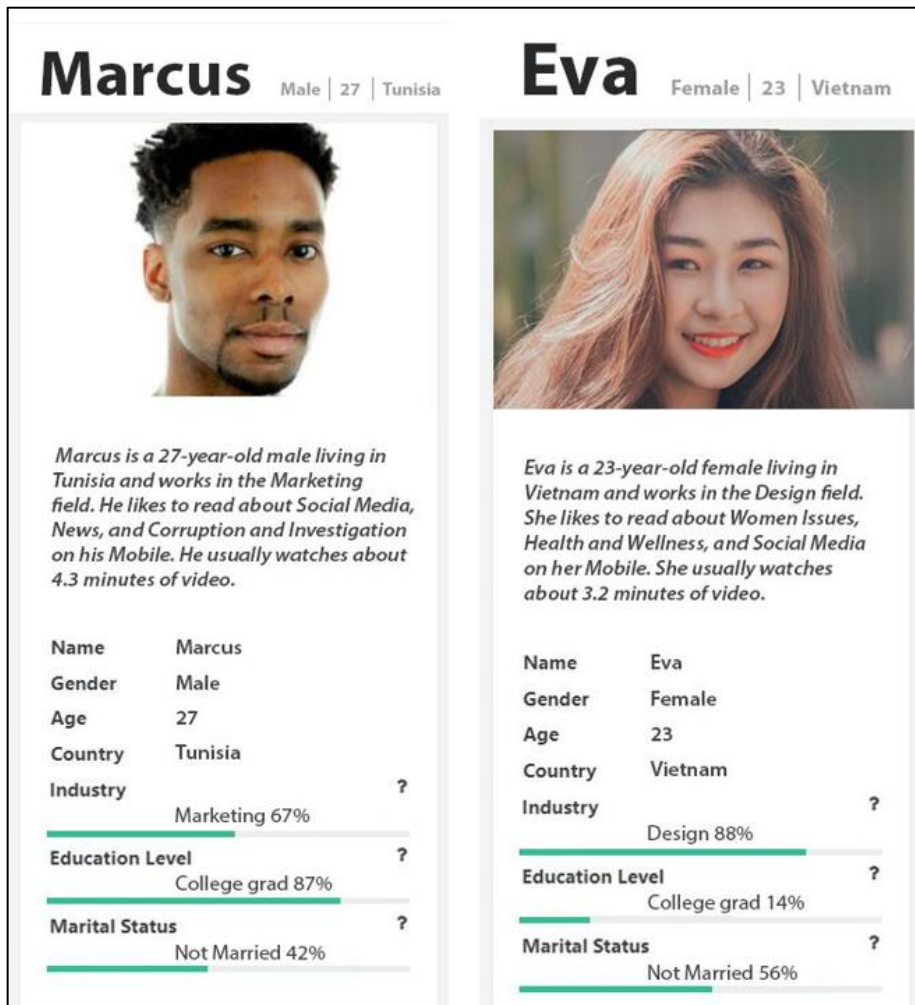 Marcus Male | 27 | Tunisia
Marcus is a 27-year-old male living in
Tunisia and works in the Marketing
field. He likes to read about Social Media,
News, and Corruption and Investigation
on his Mobile. He usually watches about
4.3 minutes of video.
Name Marcus
Gender Male
Age 27
Country Tunisia
Industry ?
Marketing 67%
Education Level ?
College grad 87%
Marital Status ?
Not Married 42%
Eva Female | 23 | Vietnam
Eva is a 23-year-old female living in
Vietnam and works in the Design field.
She likes to read about Women Issues,
Health and Wellness, and Social Media
on her Mobile. She usually watches
about 3.2 minutes of video.
Name Eva
Gender Female
Age 23
Country Vietnam
Industry ?
Design 88%
Education Level ?
College grad 14%
Marital Status ?
Not Married 56%